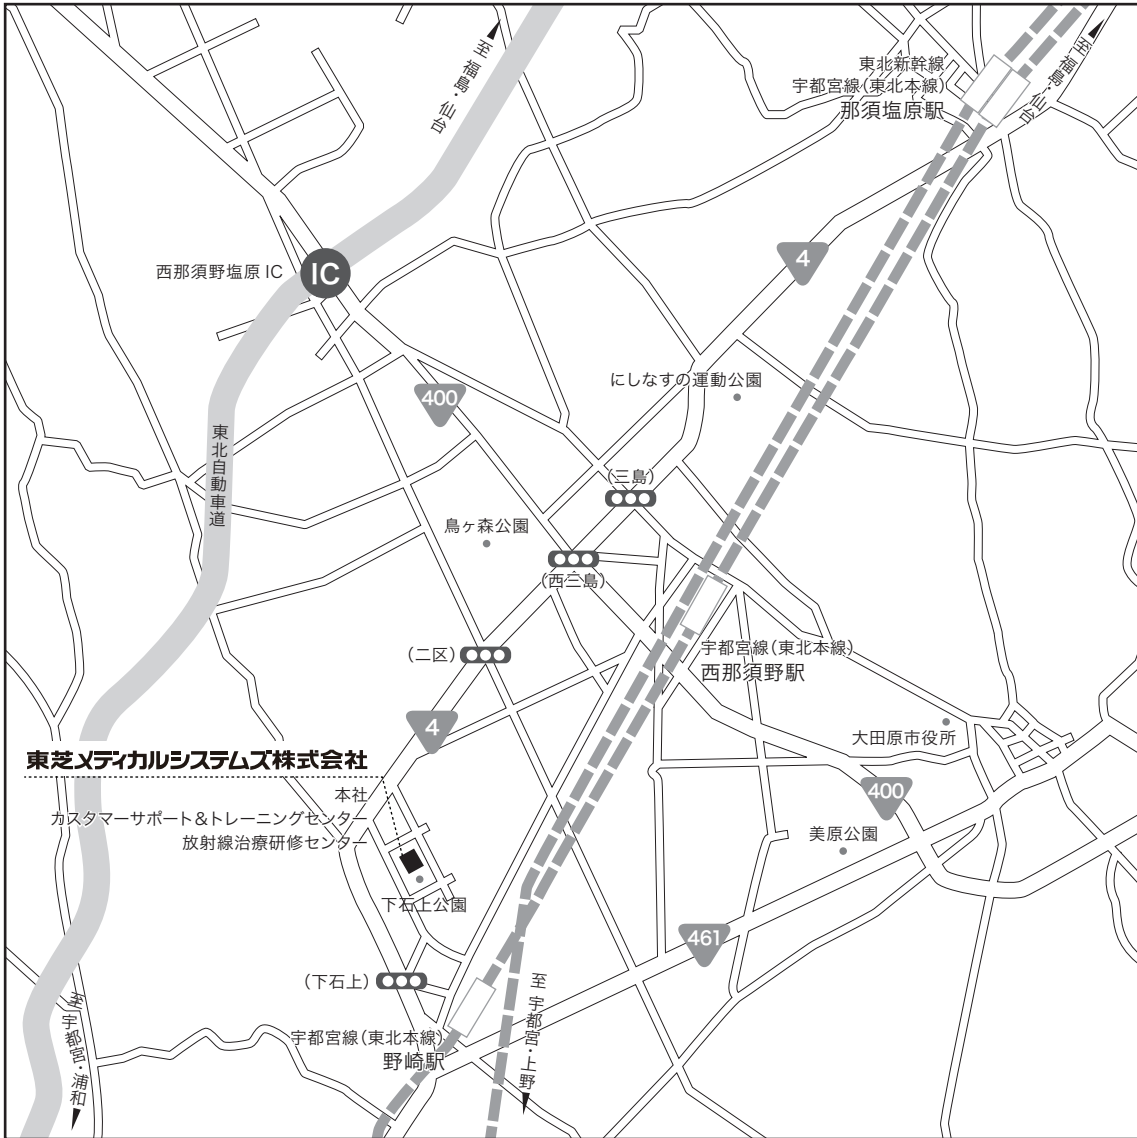 至 福島・仙台
東北新幹線
宇都宮線（東北本線）
那須塩原駅
至 福島・仙台
西那須野塩原 IC
IC
4
にしなすの運動公園
400
東北自動車道
（三島）
烏ヶ森公園
（西三島）
（二区）
宇都宮線（東北本線）
西那須野駅
4
大田原市役所
東芝メディカルシステムズ株式会社
本社
カスタマーサポート＆トレーニングセンター
放射線治療研修センター
400
美原公園
下石上公園
461
（下石上）
至 宇都宮・上野
至 宇都宮・浦和
宇都宮線（東北本線）
野崎駅